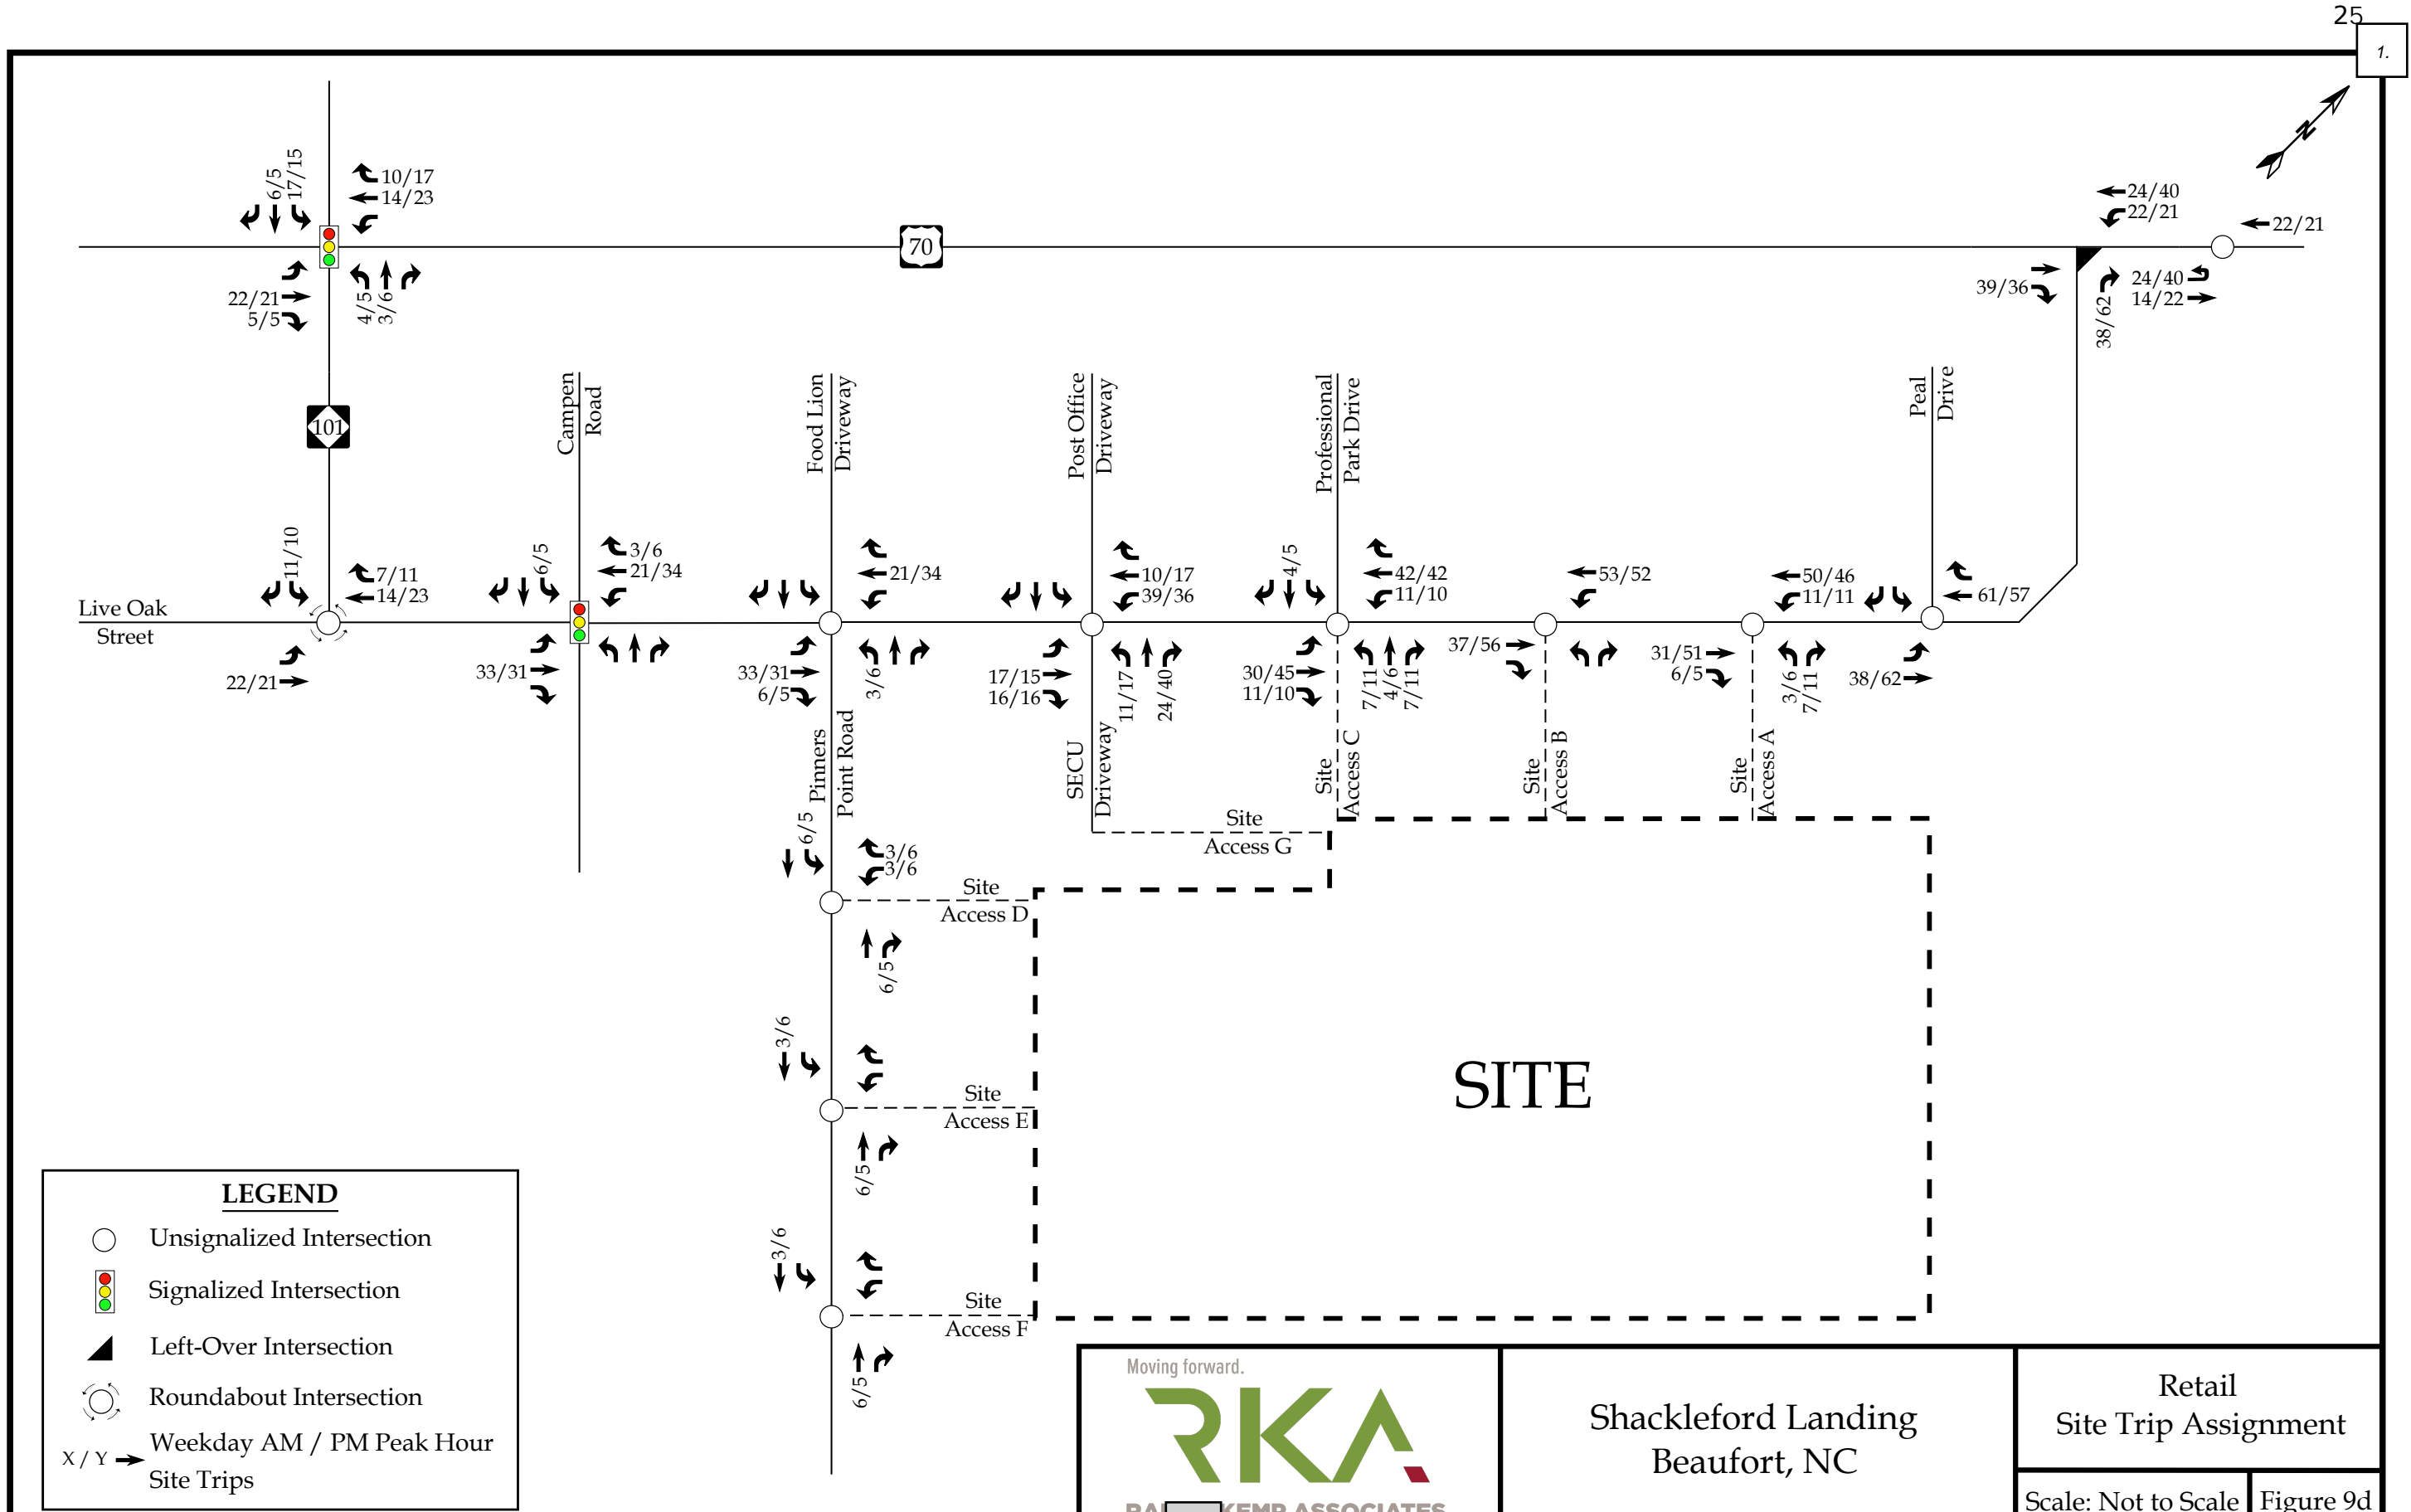 25
1.
6/5
17/15
10/17
14/23
22/21
5/5
4/5
3/6
70
24/40
22/21
22/21
39/36
38/62
24/40
14/22
101
Campen
Road
Food Lion
Driveway
Post Office
Driveway
Professional
Park Drive
Peal
Drive
Live Oak
Street
11/10
7/11
14/23
22/21
6/5
3/6
21/34
33/31
21/34
33/31
6/5
3/6
10/17
39/36
17/15
16/16
11/17
24/40
4/5
42/42
11/10
30/45
11/10
7/11
4/6
7/11
53/52
37/56
50/46
11/11
31/51
6/5
3/6
7/11
61/57
38/62
Pinners
Point Road
SECU
Driveway
Site
Access C
Site
Access B
Site
Access A
Site
Access G
6/5
3/6
3/6
Site
Access D
6/5
3/6
Site
Access E
6/5
3/6
Site
Access F
6/5
SITE
LEGEND
Unsignalized Intersection
Signalized Intersection
Left-Over Intersection
Roundabout Intersection
X / Y
Weekday AM / PM Peak Hour
Site Trips
N
Moving forward.
RKA
KEMP ASSOCIATES
Shackleford Landing
Beaufort, NC
Retail
Site Trip Assignment
Scale: Not to Scale
Figure 9d